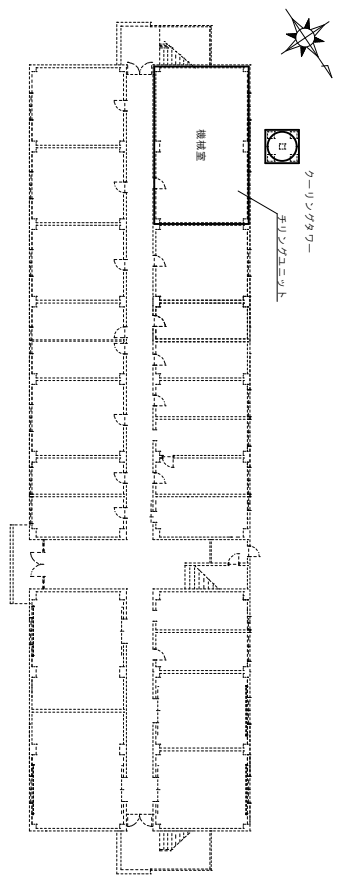 機械室
クーリングタワー
チリングユニット